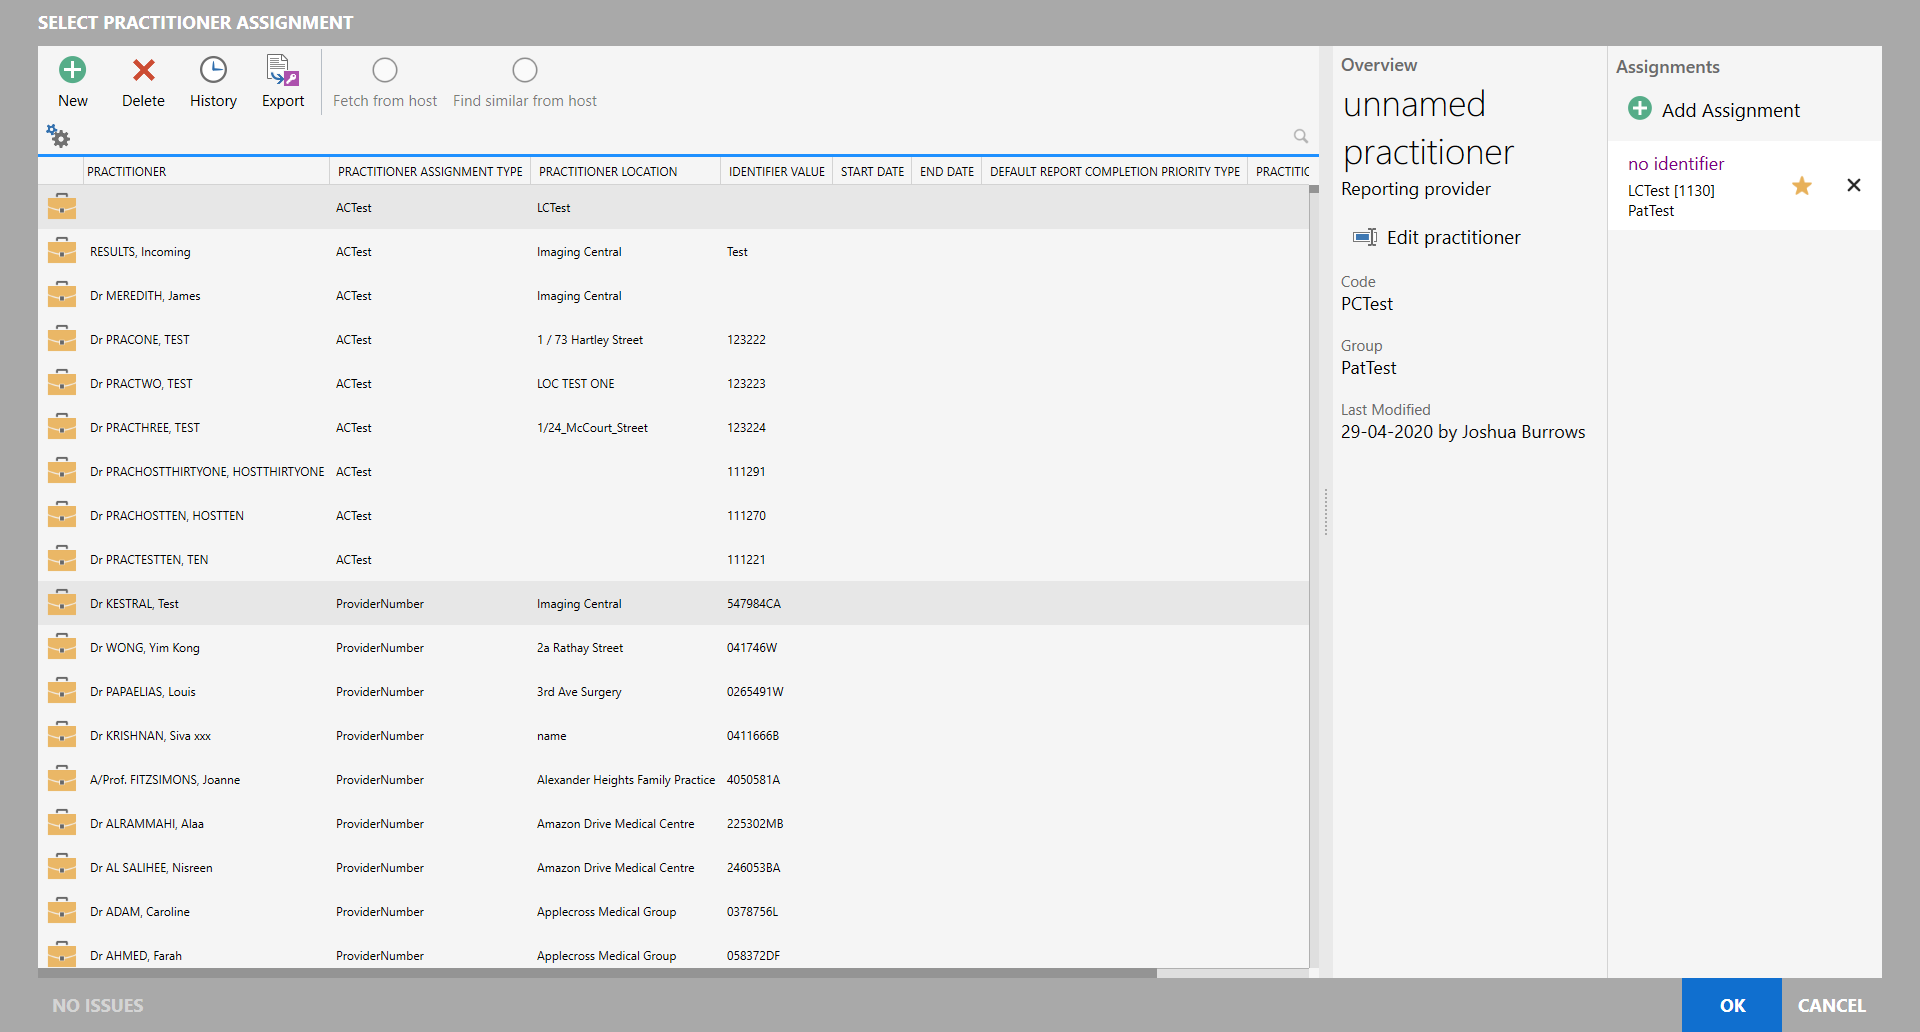 SELECT PRACTITIONER ASSIGNMENT
New Delete History Export Fetch from host Find similar from host
PRACTITIONER PRACTITIONER ASSIGNMENT TYPE PRACTITIONER LOCATION IDENTIFIER VALUE START DATE END DATE DEFAULT REPORT COMPLETION PRIORITY TYPE PRACTITIC
ACTest LCTest
RESULTS, Incoming ACTest Imaging Central Test
Dr MEREDITH, James ACTest Imaging Central
Dr PRACONE, TEST ACTest 1 / 73 Hartley Street 123222
Dr PRACTWO, TEST ACTest LOC TEST ONE 123223
Dr PRACTHREE, TEST ACTest 1/24_McCourt_Street 123224
Dr PRACHOSTTHIRTYONE, HOSTTHIRTYONE ACTest 111291
Dr PRACHOSTTEN, HOSTTEN ACTest 111270
Dr PRACTESTTEN, TEN ACTest 111221
Dr KESTRAL, Test ProviderNumber Imaging Central 547984CA
Dr WONG, Yim Kong ProviderNumber 2a Rathay Street 041746W
Dr PAPAELIAS, Louis ProviderNumber 3rd Ave Surgery 0265491W
Dr KRISHNAN, Siva xxx ProviderNumber name 0411666B
A/Prof. FITZSIMONS, Joanne ProviderNumber Alexander Heights Family Practice 4050581A
Dr ALRAMMAHI, Alaa ProviderNumber Amazon Drive Medical Centre 225302MB
Dr AL SALIHEE, Nisreen ProviderNumber Amazon Drive Medical Centre 246053BA
Dr ADAM, Caroline ProviderNumber Applecross Medical Group 0378756L
Dr AHMED, Farah ProviderNumber Applecross Medical Group 058372DF
Overview
unnamed
practitioner
Reporting provider
Edit practitioner
Code
PCTest
Group
PatTest
Last Modified
29-04-2020 by Joshua Burrows
Assignments
Add Assignment
no identifier
LCTest [1130]
PatTest
NO ISSUES
OK CANCEL